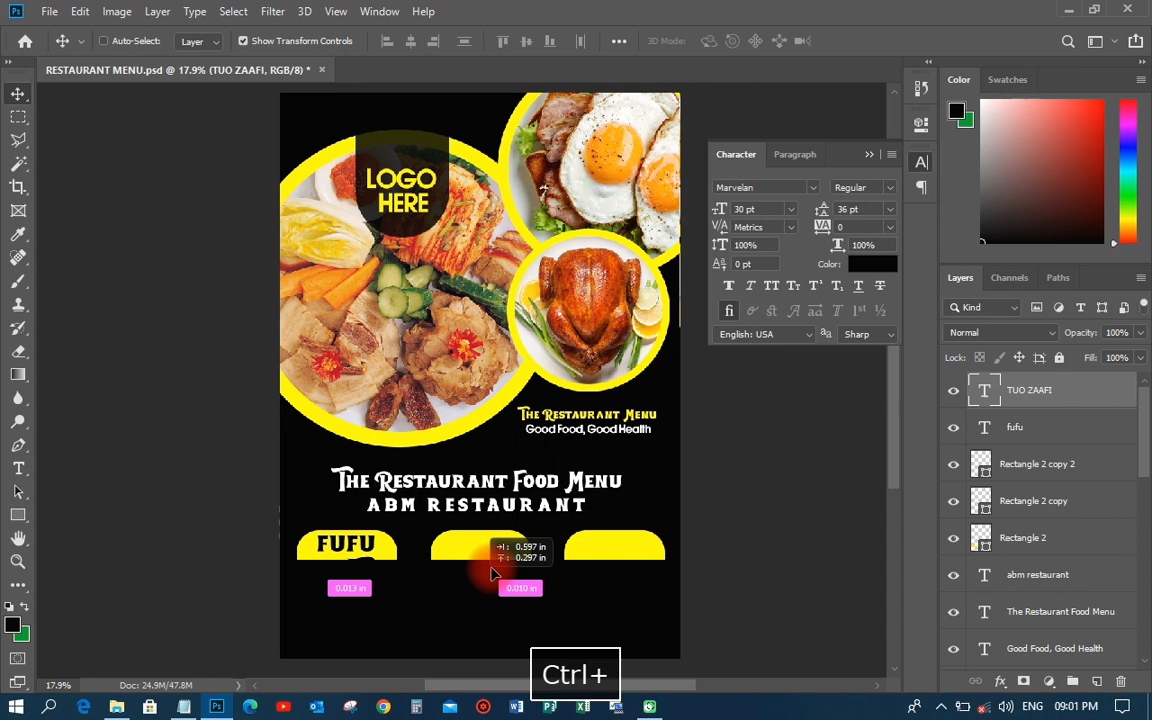 Ps File Edit Image Layer Type Select Filter 3D View Window Help
Auto-Select: Layer Show Transform Controls 3D Mode:
RESTAURANT MENU.psd @ 17.9% (TUO ZAAFI, RGB/8) *
LOGO
HERE
The Restaurant Menu
Good Food, Good Health
The Restaurant Food Menu
ABM RESTAURANT
FUFU
0.597 in
0.297 in
0.013 in
0.010 in
Ctrl+
Character Paragraph
Marvelan Regular
30 pt 36 pt
Metrics 0
100% 100%
0 pt Color:
English: USA Sharp
Color Swatches
Layers Channels Paths
Kind
Normal Opacity: 100%
Lock: Fill: 100%
TUO ZAAFI
fufu
Rectangle 2 copy 2
Rectangle 2 copy
Rectangle 2
abm restaurant
The Restaurant Food Menu
Good Food, Good Health
17.9% Doc: 24.9M/47.8M
ENG 09:01 PM